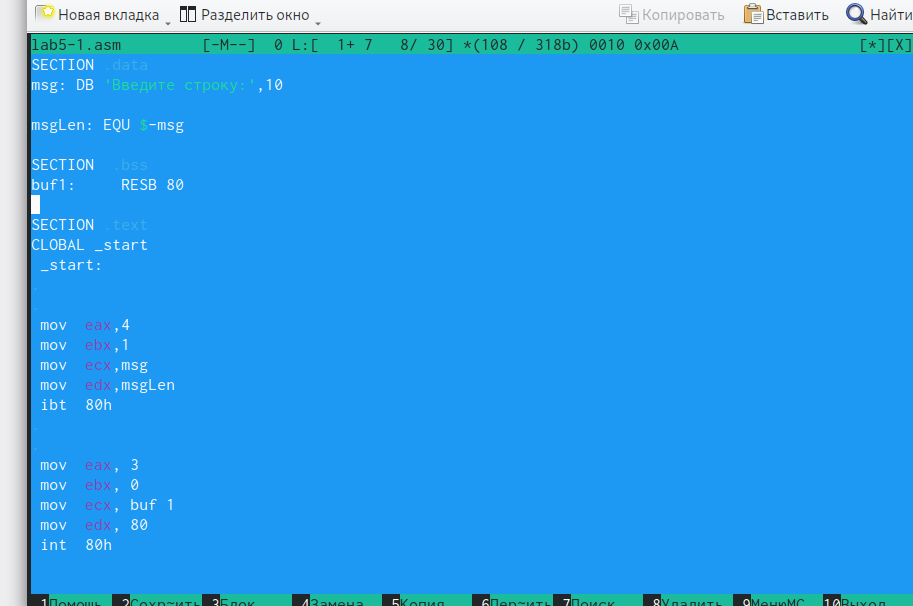 Новая вкладка Разделить окно Копировать Вставить Найти
lab5-1.asm [-M--] 0 L:[ 1+ 7 8/ 30] *(108 / 318b) 0010 0x00A [*][X]
SECTION .data
msg: DB 'Введите строку:',10
msgLen: EQU $-msg
SECTION .bss
buf1: RESB 80
SECTION .text
CLOBAL _start
_start:
.
.
mov eax,4
mov ebx,1
mov ecx,msg
mov edx,msgLen
ibt 80h
.
.
mov eax, 3
mov ebx, 0
mov ecx, buf 1
mov edx, 80
int 80h
1Помощь 2Сохр~ить 3Блок 4Замена 5Копия 6Пер~ить 7Поиск 8Удалить 9МенюMC 10Выход